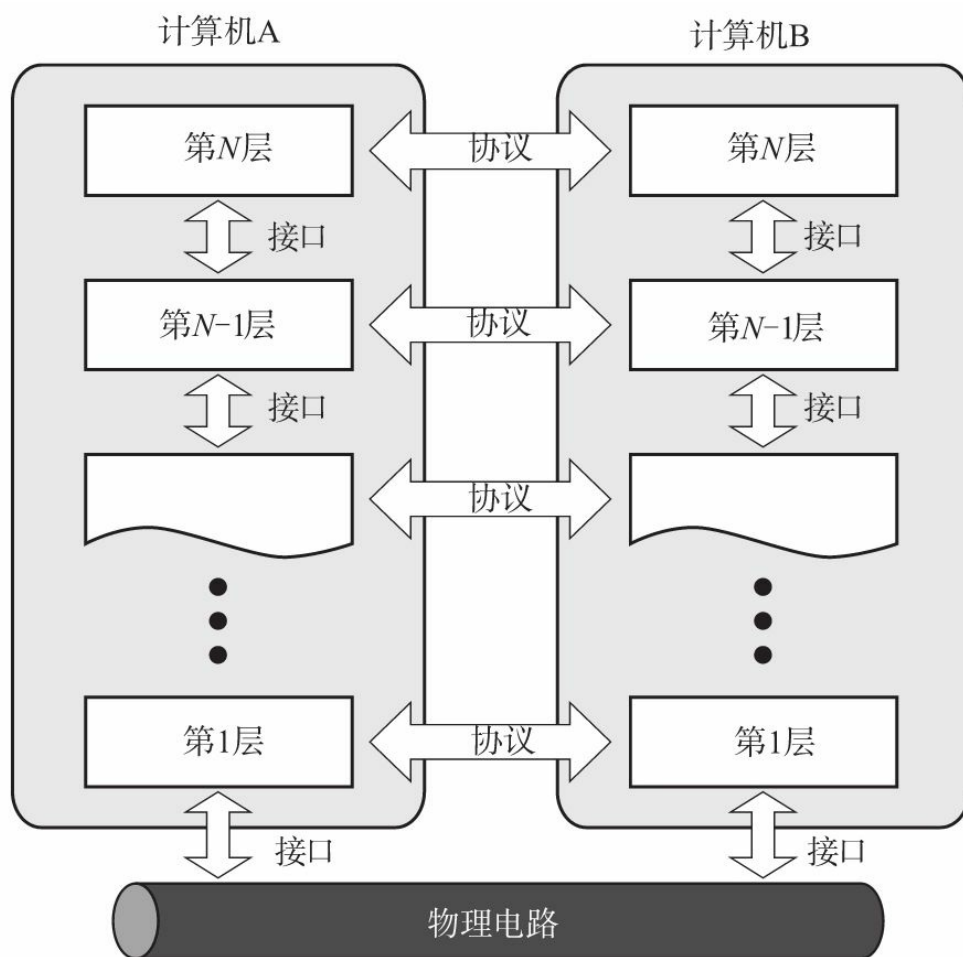 计算机A 计算机B
第N层 协议 第N层
接口 接口
第N-1层 协议 第N-1层
接口 接口
协议
第1层 协议 第1层
接口 接口
物理电路